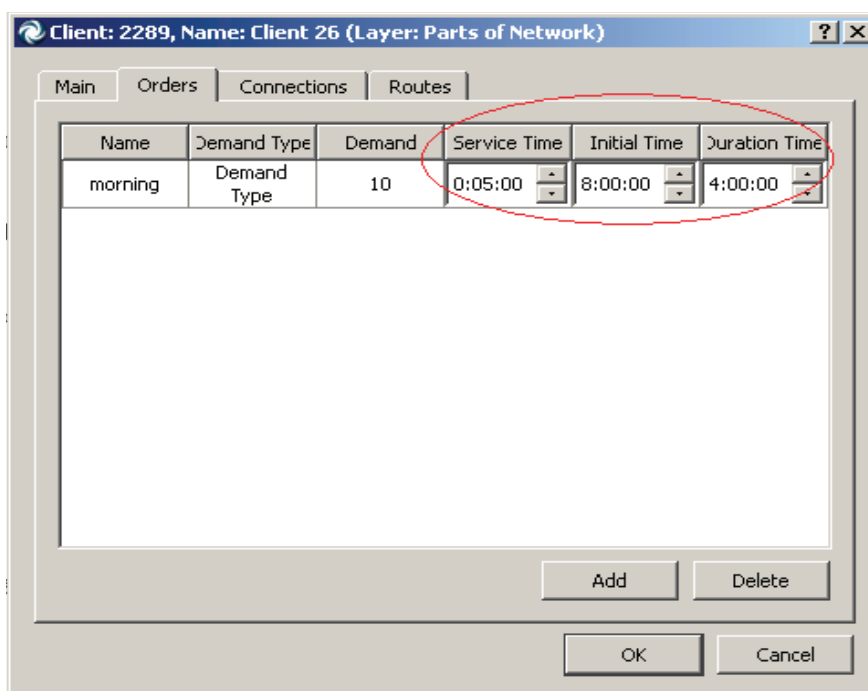 Client: 2289, Name: Client 26 (Layer: Parts of Network)
Main Orders Connections Routes
Name Demand Type Demand Service Time Initial Time Duration Time
morning Demand Type 10 0:05:00 8:00:00 4:00:00
Add Delete
OK Cancel